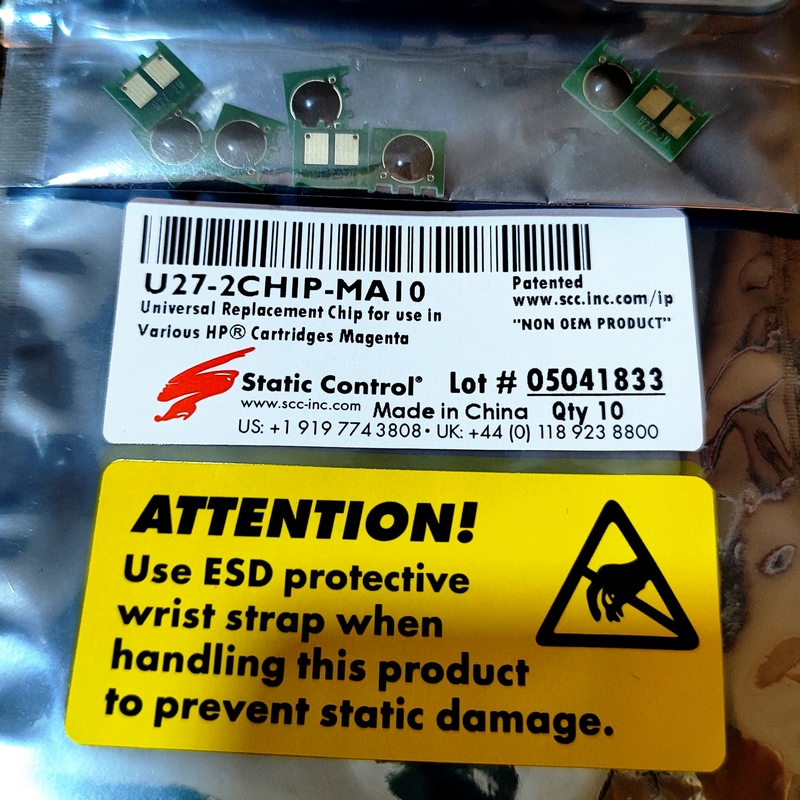 U27-2CHIP-MA10
Universal Replacement Chip for use in
Various HP® Cartridges Magenta
Patented
www.scc.inc.com/ip
"NON OEM PRODUCT"
Static Control® Lot # 05041833
www.scc-inc.com Made in China Qty 10
US: +1 919 774 3808 • UK: +44 (0) 118 923 8800
ATTENTION!
Use ESD protective
wrist strap when
handling this product
to prevent static damage.